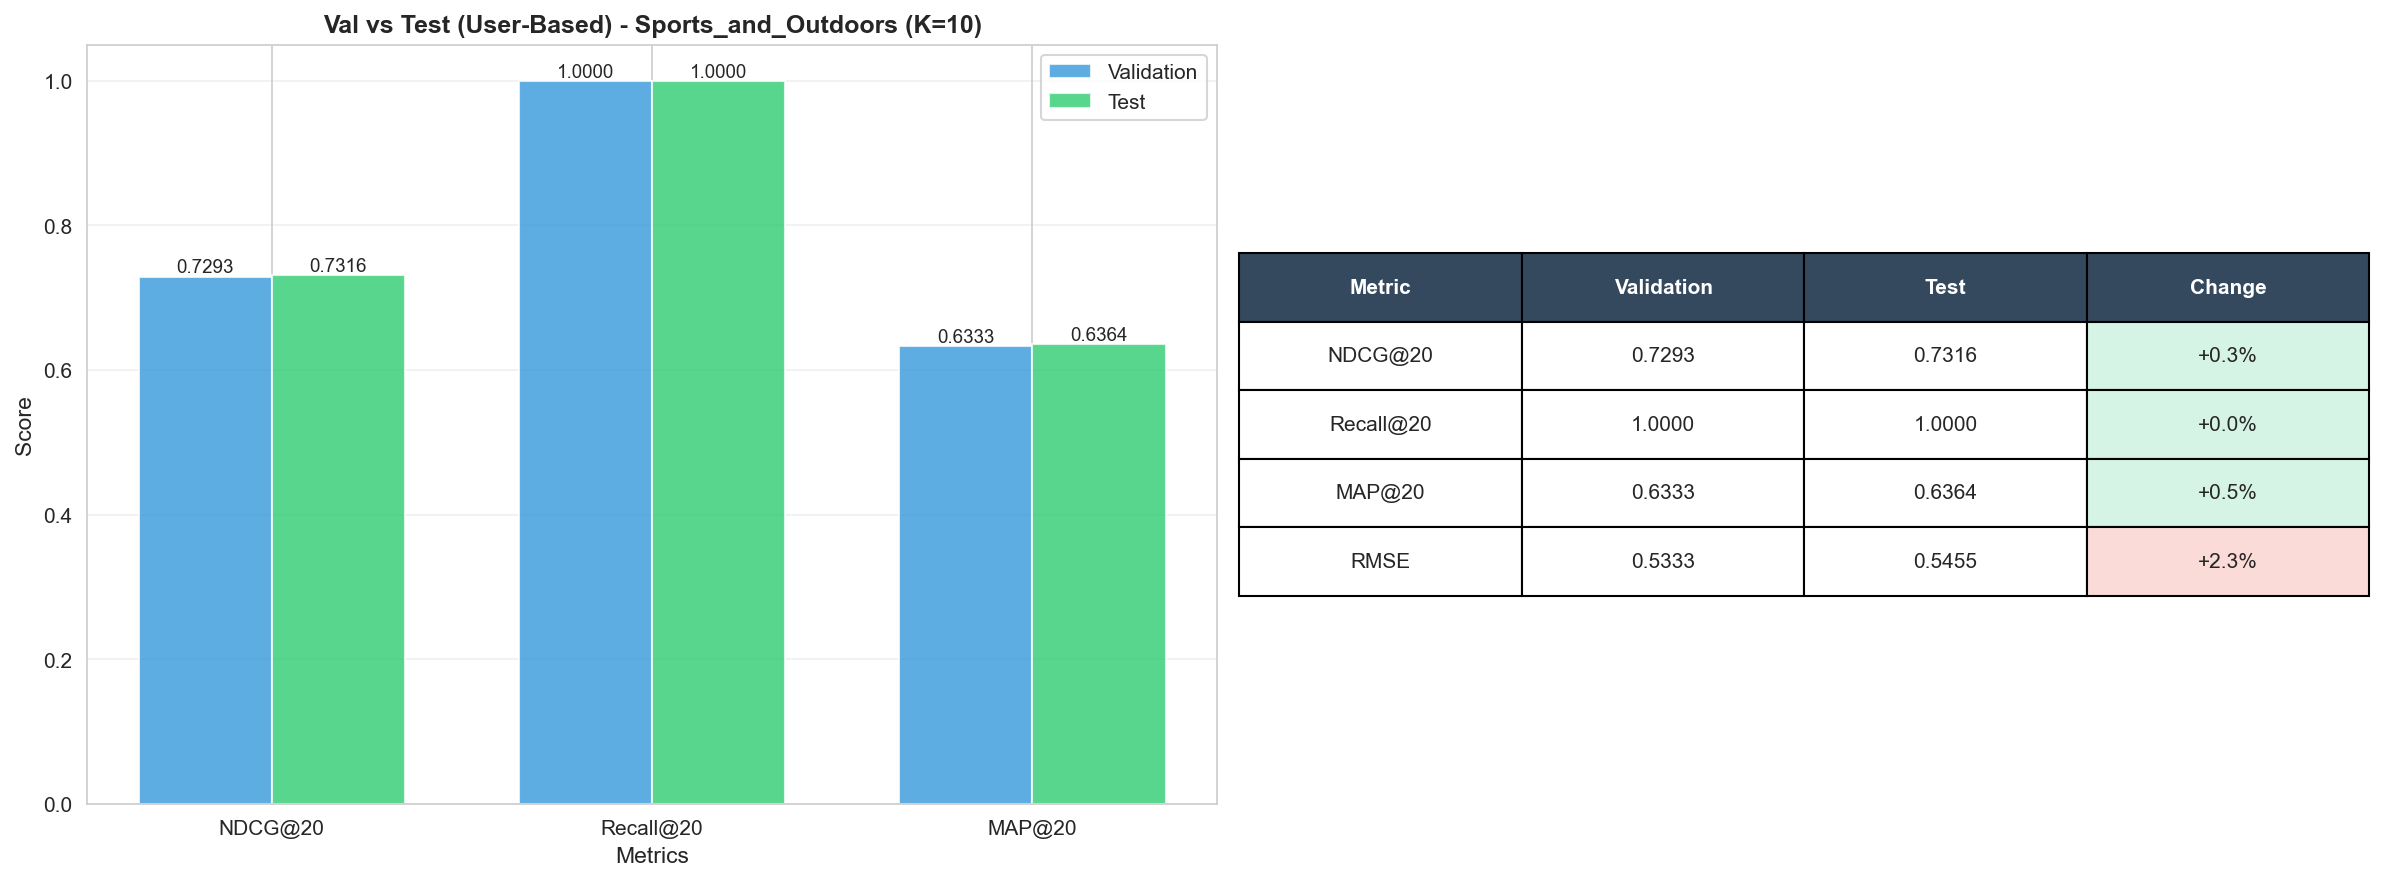 Val vs Test (User-Based) - Sports_and_Outdoors (K=10)
Validation
Test
Score
1.0
0.8
0.6
0.4
0.2
0.0
0.7293 0.7316
1.0000 1.0000
0.6333 0.6364
NDCG@20 Recall@20 MAP@20
Metrics
Metric Validation Test Change
NDCG@20 0.7293 0.7316 +0.3%
Recall@20 1.0000 1.0000 +0.0%
MAP@20 0.6333 0.6364 +0.5%
RMSE 0.5333 0.5455 +2.3%